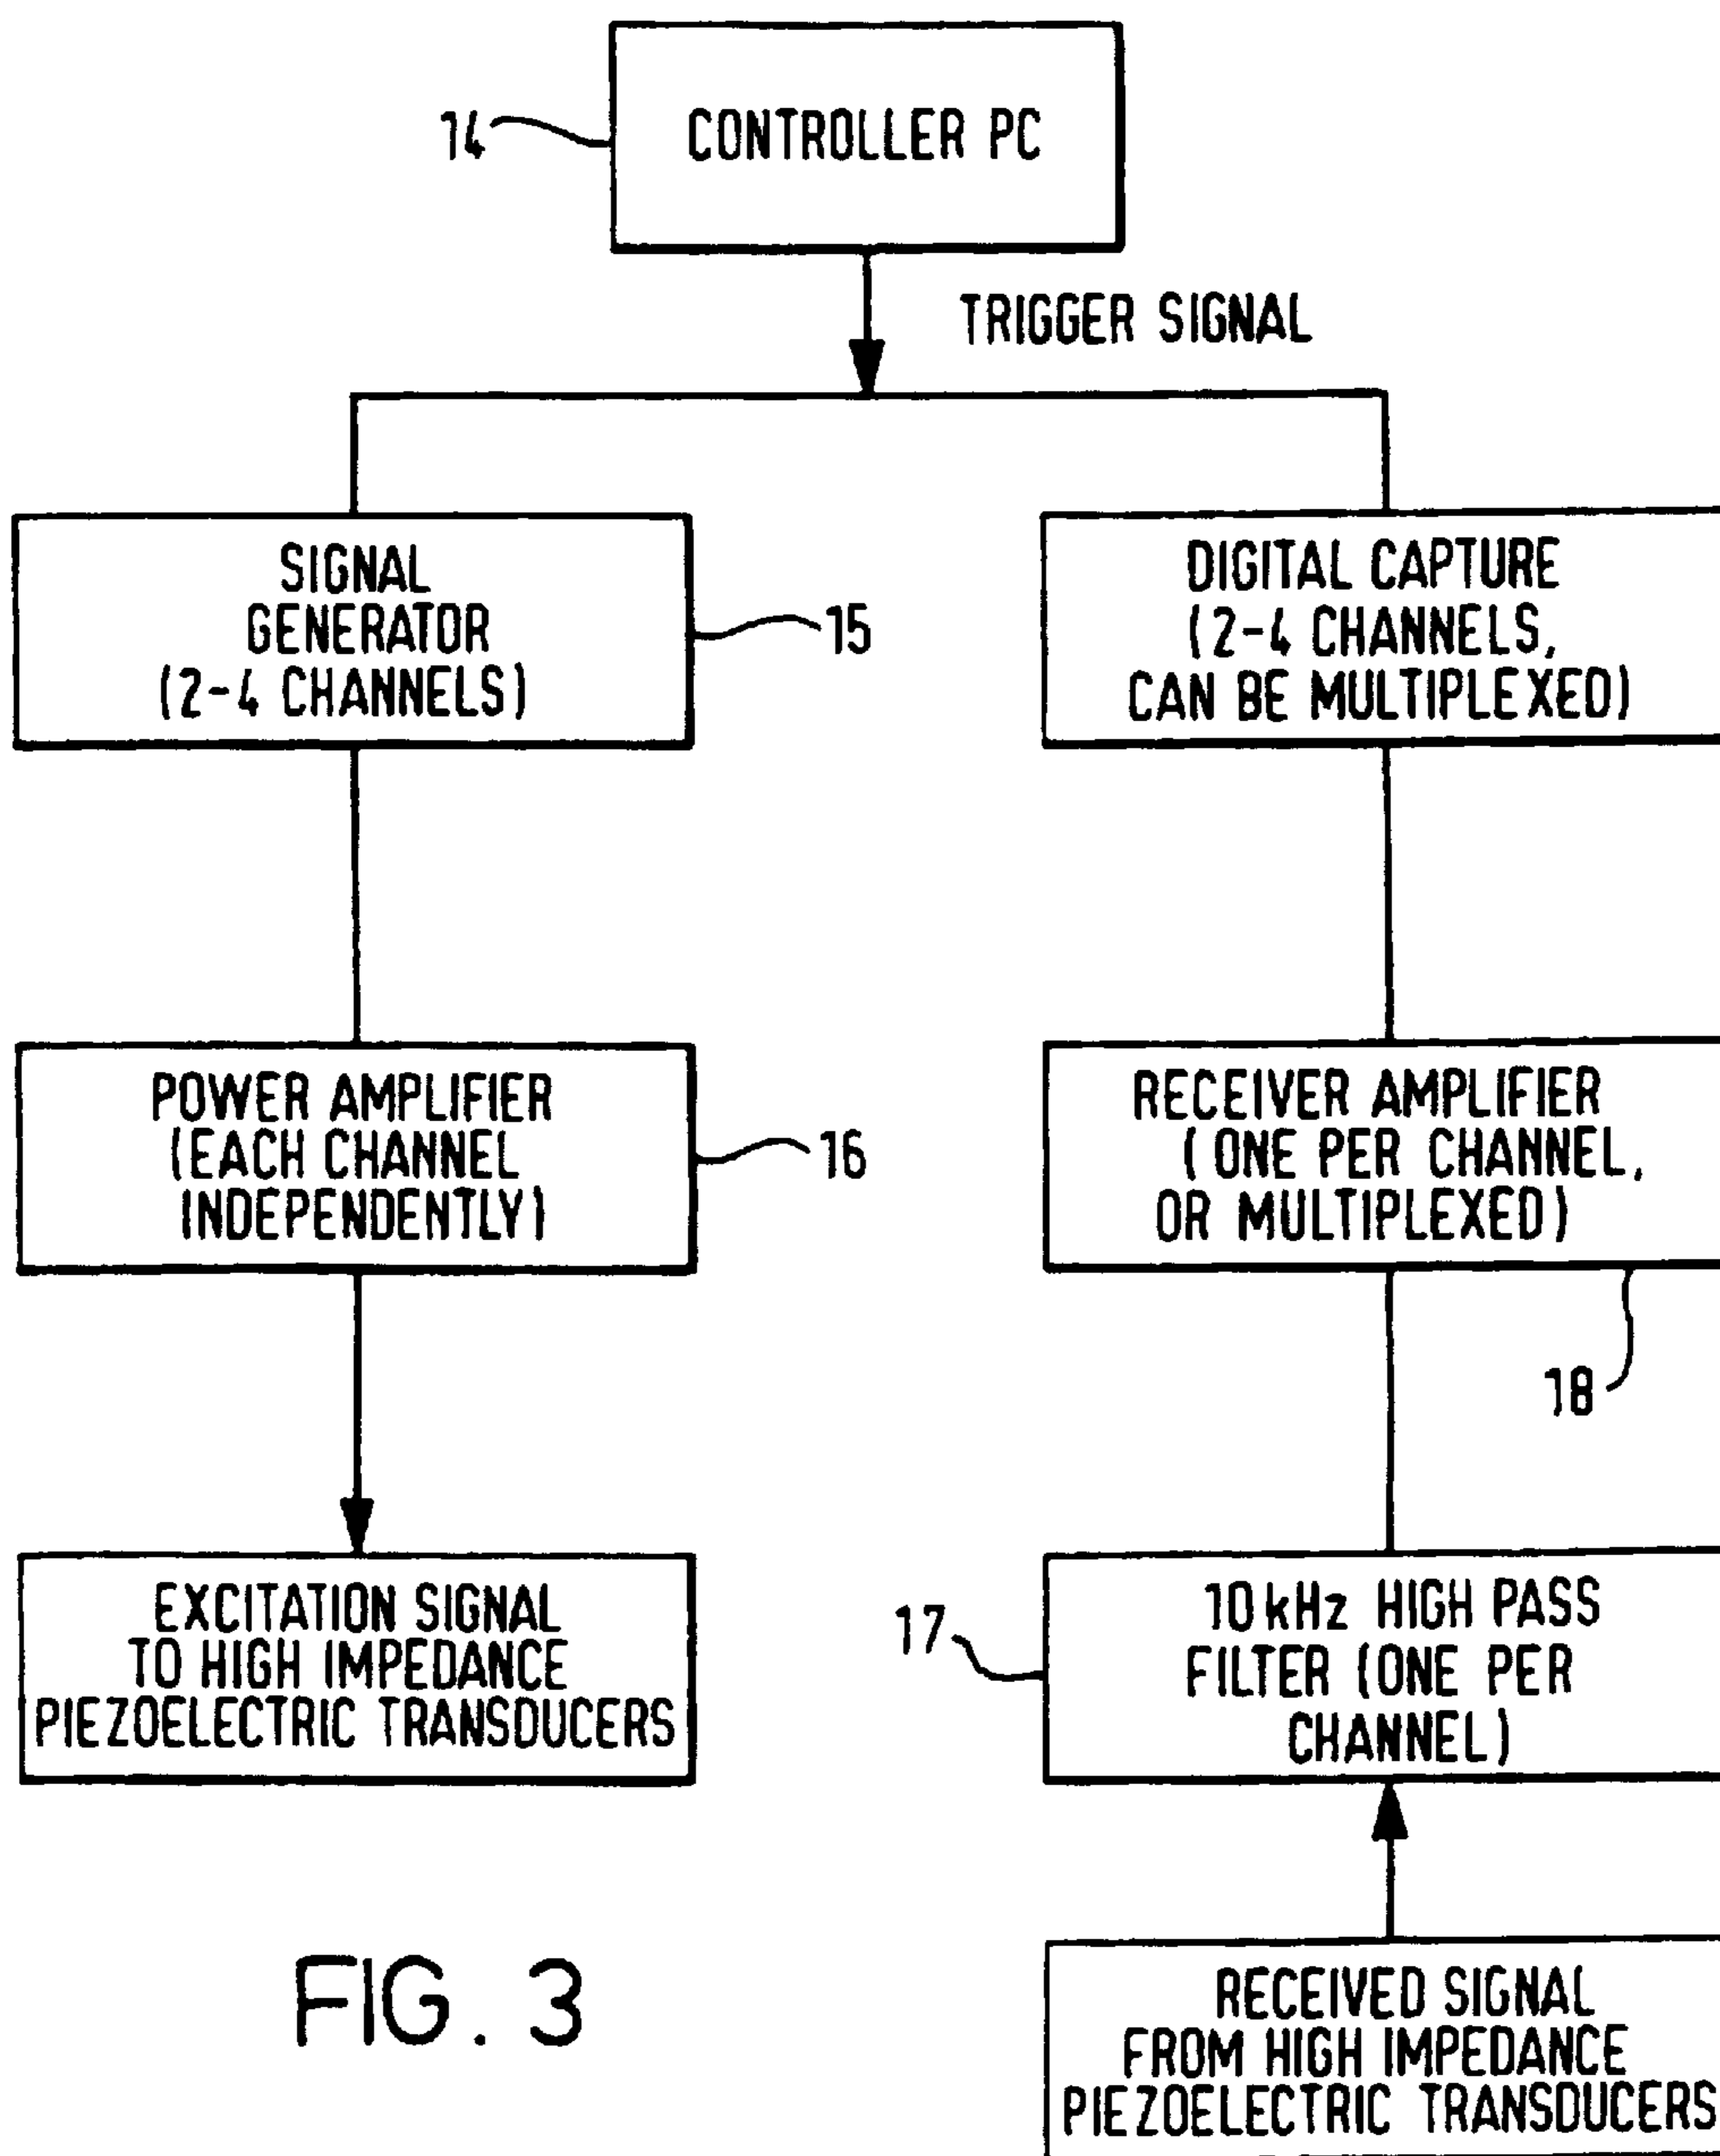 CONTROLLER PC
14
TRIGGER SIGNAL
SIGNAL
GENERATOR
(2-4 CHANNELS)
15
DIGITAL CAPTURE
(2-4 CHANNELS,
CAN BE MULTIPLEXED)
POWER AMPLIFIER
(EACH CHANNEL
INDEPENDENTLY)
16
RECEIVER AMPLIFIER
(ONE PER CHANNEL,
OR MULTIPLEXED)
18
EXCITATION SIGNAL
TO HIGH IMPEDANCE
PIEZOELECTRIC TRANSDUCERS
17
10 kHz HIGH PASS
FILTER (ONE PER
CHANNEL)
RECEIVED SIGNAL
FROM HIGH IMPEDANCE
PIEZOELECTRIC TRANSDUCERS
FIG. 3